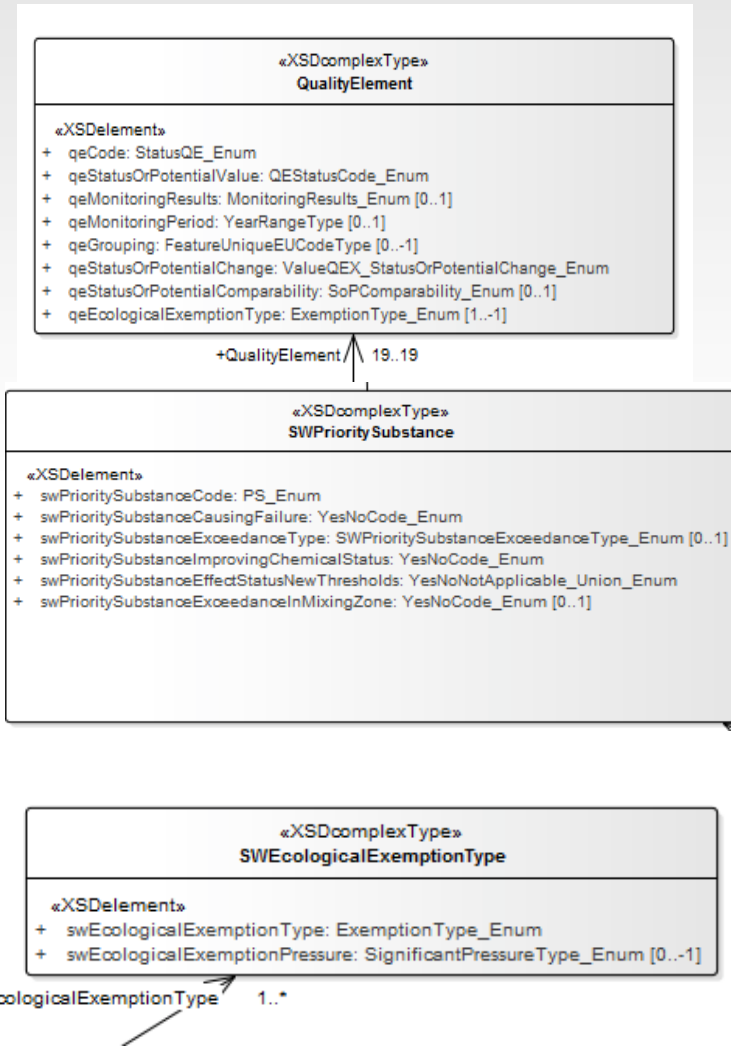 «XSDcomplexType»
QualityElement
«XSDelement»
+ qeCode: StatusQE_Enum
+ qeStatusOrPotentialValue: QEStatusCode_Enum
+ qeMonitoringResults: MonitoringResults_Enum [0..1]
+ qeMonitoringPeriod: YearRangeType [0..1]
+ qeGrouping: FeatureUniqueEUCodeType [0..-1]
+ qeStatusOrPotentialChange: ValueQEX_StatusOrPotentialChange_Enum
+ qeStatusOrPotentialComparability: SoPComparability_Enum [0..1]
+ qeEcologicalExemptionType: ExemptionType_Enum [1..-1]
+QualityElement 19..19
«XSDcomplexType»
SWPrioritySubstance
«XSDelement»
+ swPrioritySubstanceCode: PS_Enum
+ swPrioritySubstanceCausingFailure: YesNoCode_Enum
+ swPrioritySubstanceExceedanceType: SWPrioritySubstanceExceedanceType_Enum [0..1]
+ swPrioritySubstanceImprovingChemicalStatus: YesNoCode_Enum
+ swPrioritySubstanceEffectStatusNewThresholds: YesNoNotApplicable_Union_Enum
+ swPrioritySubstanceExceedanceInMixingZone: YesNoCode_Enum [0..1]
«XSDcomplexType»
SWEcologicalExemptionType
«XSDelement»
+ swEcologicalExemptionType: ExemptionType_Enum
+ swEcologicalExemptionPressure: SignificantPressureType_Enum [0..-1]
cologicalExemptionType 1..*